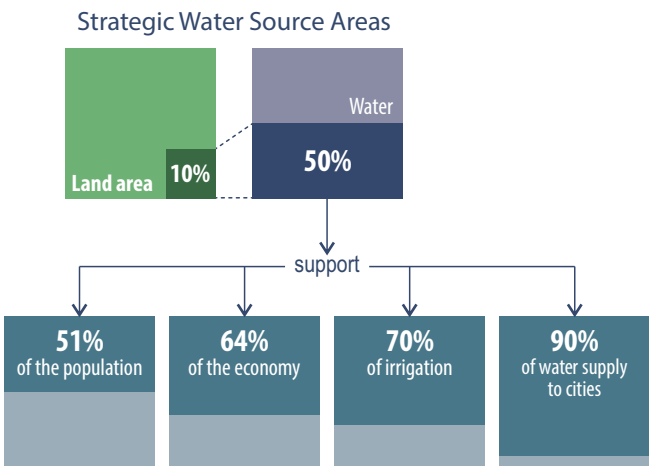 Strategic Water Source Areas
Water
50%
10%
Land area
support
51%
of the population
64%
of the economy
70%
of irrigation
90%
of water supply
to cities